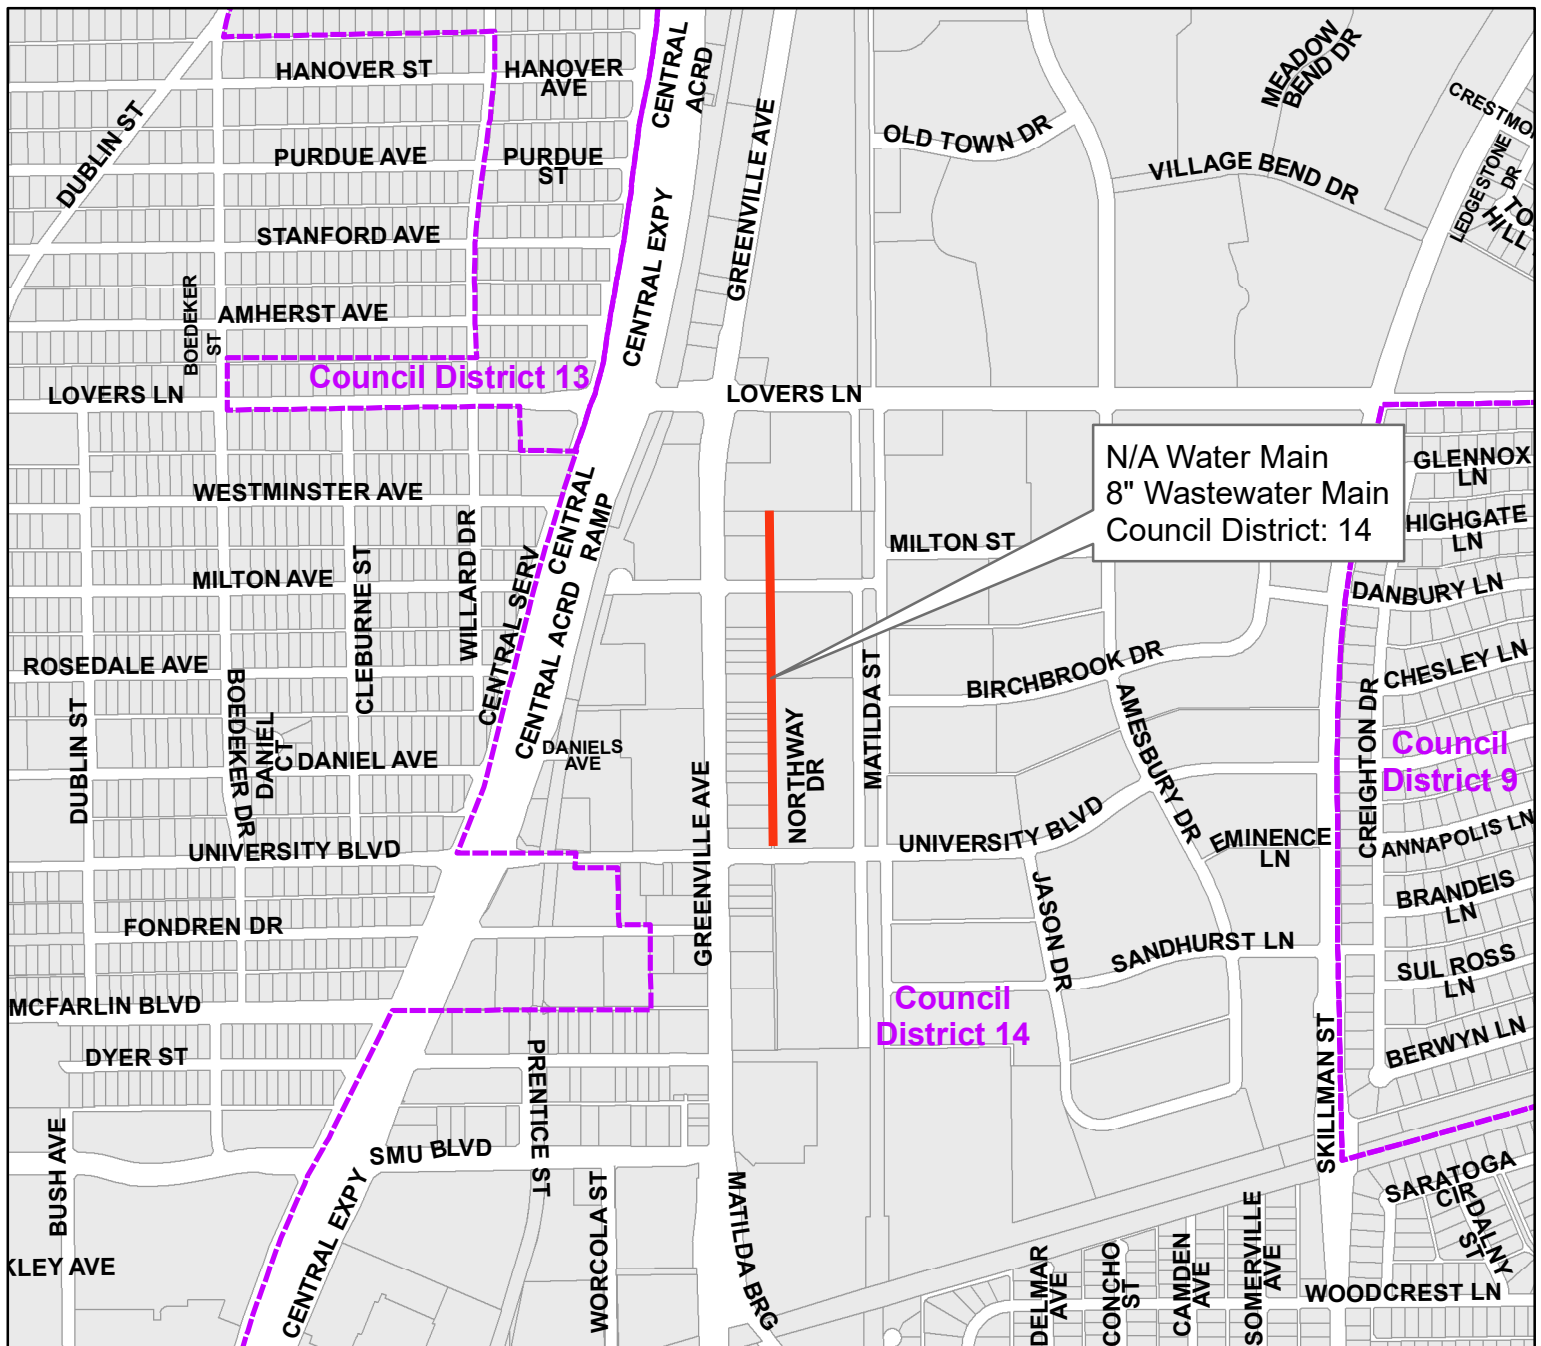 HANOVER ST
HANOVER
AVE
CENTRAL
ACRD
MEADOW
BEND DR
CRESTMO
DUBLIN ST
PURDUE AVE
PURDUE
ST
GREENVILLE AVE
OLD TOWN DR
VILLAGE BEND DR
LEDGESTONE
DR
TO
HILL
STANFORD AVE
BOEDEKER
ST
AMHERST AVE
CENTRAL EXPY
Council District 13
LOVERS LN
LOVERS LN
N/A Water Main
8" Wastewater Main
Council District: 14
GLENNOX
LN
WESTMINSTER AVE
CENTRAL
RAMP
HIGHGATE
LN
MILTON ST
MILTON AVE
CLEBURNE ST
WILLARD DR
CENTRAL SERV
CENTRAL ACRD
DANBURY LN
ROSEDALE AVE
BOEDEKER DR
MATILDA ST
BIRCHBROOK DR
CHESLEY LN
DUBLIN ST
DANIEL
CT
DANIEL AVE
DANIELS
AVE
NORTHWAY
DR
AMESBURY DR
CREIGHTON DR
Council
District 9
GREENVILLE AVE
UNIVERSITY BLVD
UNIVERSITY BLVD
EMINENCE
LN
ANNAPOLIS LN
FONDREN DR
JASON DR
BRANDEIS
LN
SANDHURST LN
SUL ROSS
LN
MCFARLIN BLVD
Council
District 14
DYER ST
PRENTICE ST
SKILLMAN ST
BERWYN LN
BUSH AVE
SMU BLVD
CENTRAL EXPY
WORCOLA ST
MATILDA BRG
SARATOGA
CIR
DALNY
ST
KLEY AVE
DELMAR
AVE
CONCHO
ST
CAMDEN
AVE
SOMERVILLE
AVE
WOODCREST LN